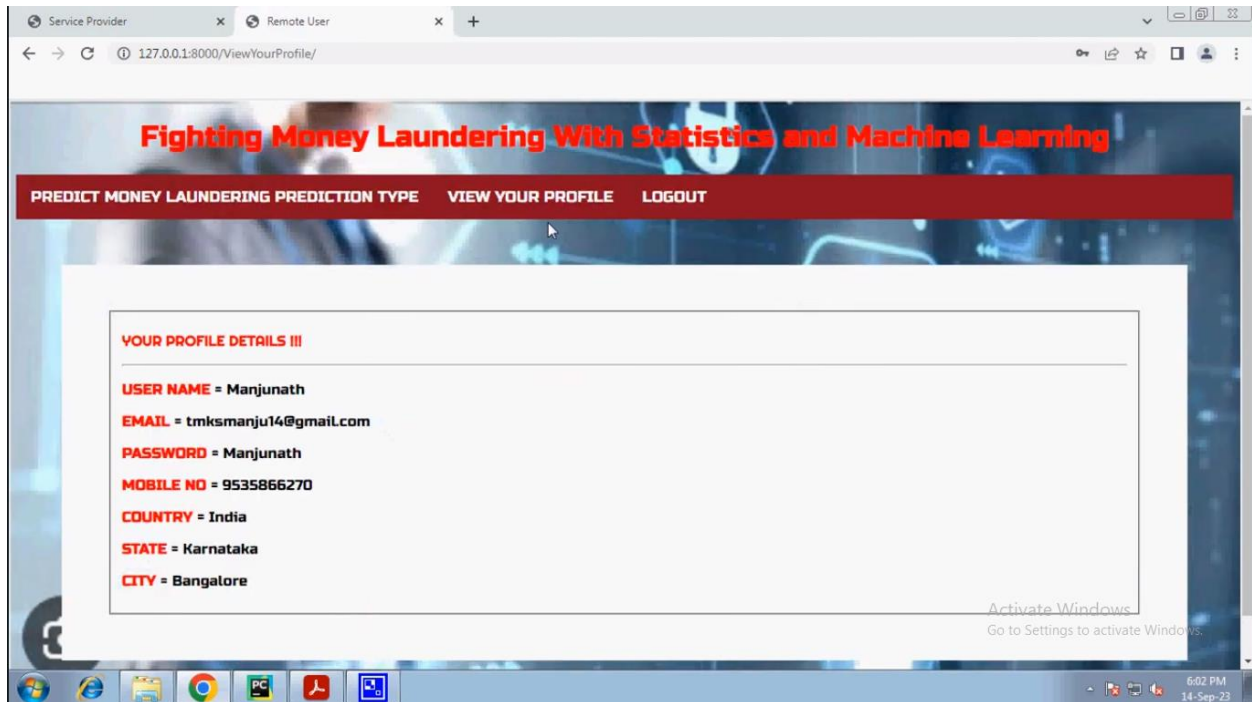 Service Provider
Remote User
127.0.0.1:8000/ViewYourProfile/
Fighting Money Laundering With Statistics and Machine Learning
PREDICT MONEY LAUNDERING PREDICTION TYPE VIEW YOUR PROFILE LOGOUT
YOUR PROFILE DETAILS !!!
USER NAME = Manjunath
EMAIL = tmksmanju14@gmail.com
PASSWORD = Manjunath
MOBILE NO = 9535866270
COUNTRY = India
STATE = Karnataka
CITY = Bangalore
Activate Windows
Go to Settings to activate Windows.
PC
6:02 PM
14-Sep-23